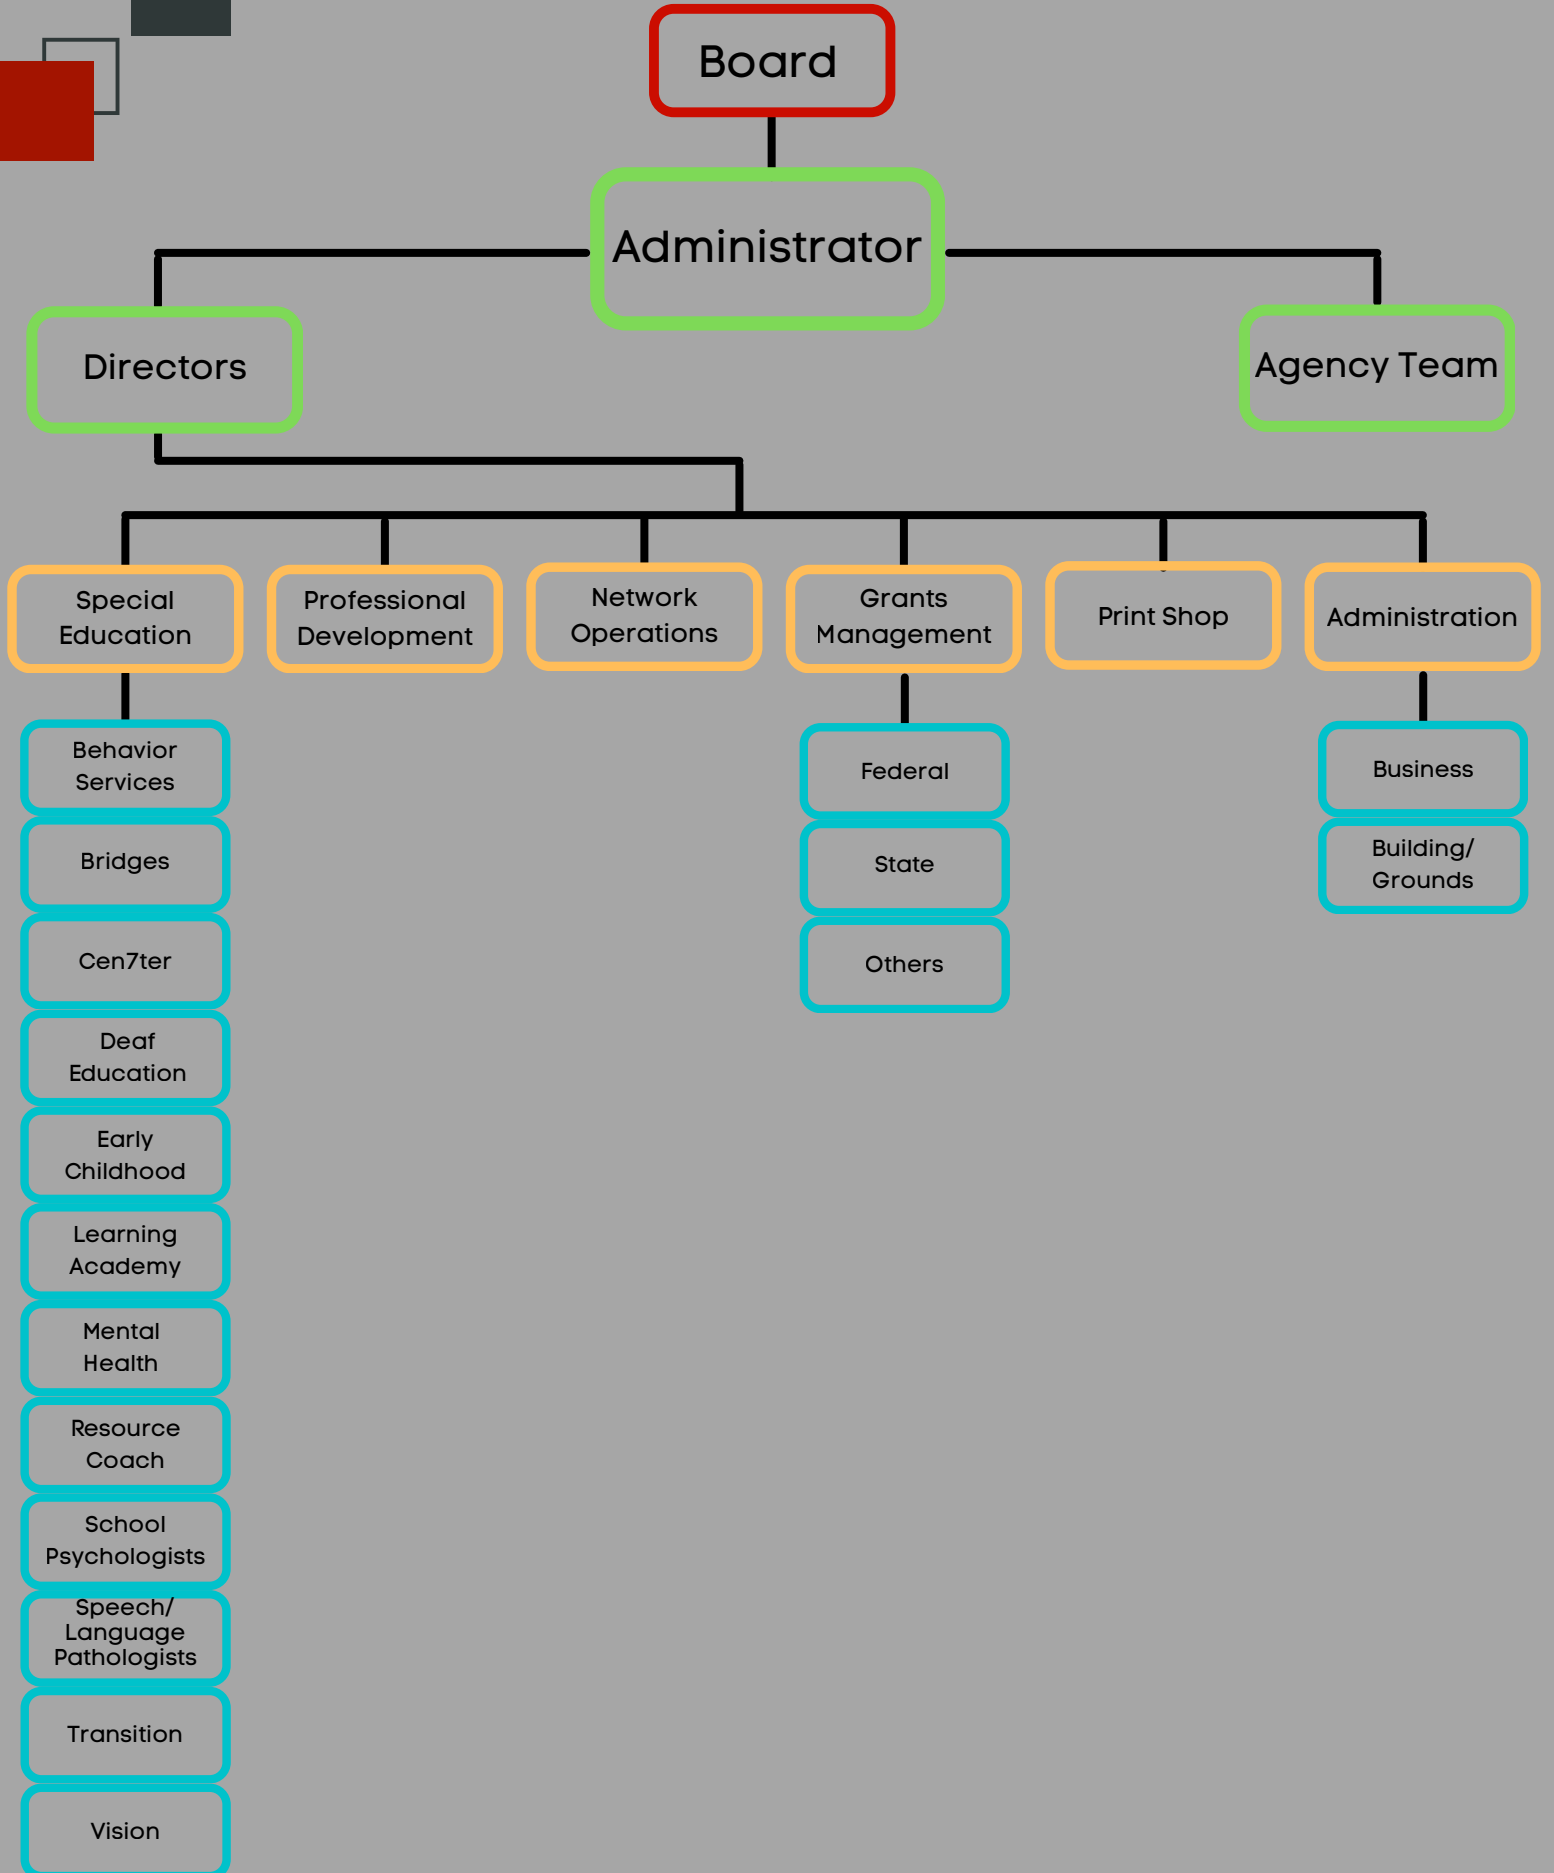 Board
Administrator
Directors
Agency Team
Special
Education
Professional
Development
Network
Operations
Grants
Management
Print Shop
Administration
Behavior
Services
Bridges
Cen7ter
Deaf
Education
Early
Childhood
Learning
Academy
Mental
Health
Resource
Coach
School
Psychologists
Speech/
Language
Pathologists
Transition
Vision
Federal
State
Others
Business
Building/
Grounds